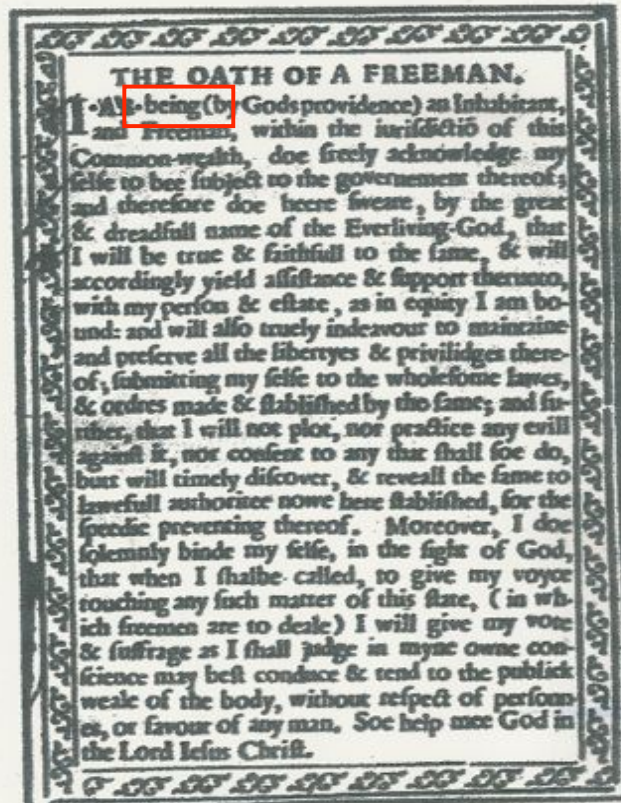 THE OATH OF A FREEMAN.
I·AB· being (by Gods providence) an Inhabitant,
and Freeman, within the iurisdictiō of this
Common-wealth, doe freely acknowledge my
selfe to bee subject to the governement thereof;
and therefore doe heere sweare, by the great
& dreadfull name of the Everliving-God, that
I will be true & faithfull to the same, & will
accordingly yield assistance & support therunto,
with my person & estate, as in equity I am bo-
und: and will also truely indeavour to maintaine
and preserve all the libertyes & privilidges there-
of, submitting my selfe to the wholesome lawes,
& ordres made & stablished by the same; and fu-
rther, that I will not plot, nor practice any evill
against it, nor consent to any that shall soe do,
butt will timely discover, & reveall the same to
lawefull authoritee nowe here stablished, for the
speedie preventing thereof. Moreover, I doe
solemnly binde my selfe, in the sight of God,
that when I shalbe called, to give my voyce
touching any such matter of this state, ( in wh-
ich freemen are to deale) I will give my vote
& suffrage as I shall judge in myne owne con-
science may best conduce & tend to the publick
weale of the body, without respect of personn-
es, or favour of any man. Soe help mee God in
the Lord Iesus Christ.